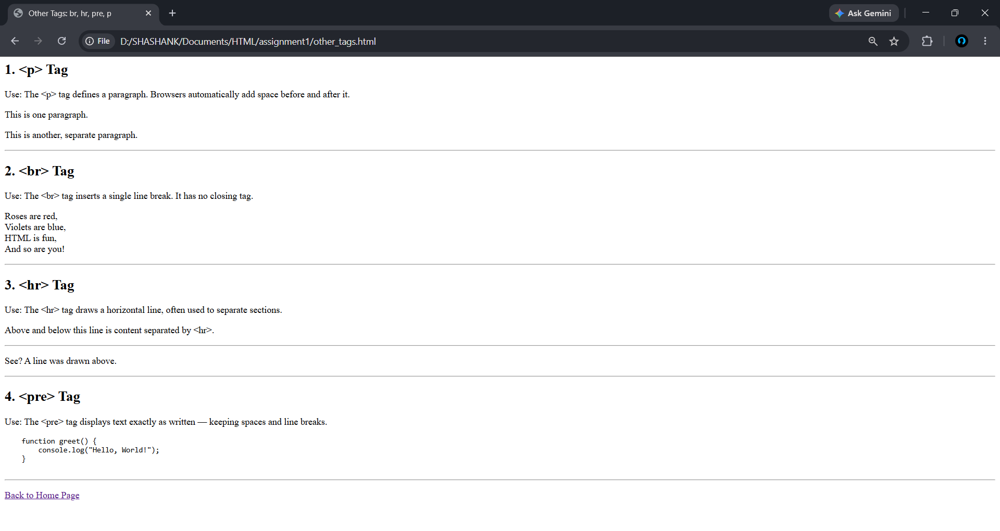 Other Tags: br, hr, pre, p
Ask Gemini
File
D:/SHASHANK/Documents/HTML/assignment1/other_tags.html
1. <p> Tag
Use: The <p> tag defines a paragraph. Browsers automatically add space before and after it.
This is one paragraph.
This is another, separate paragraph.
2. <br> Tag
Use: The <br> tag inserts a single line break. It has no closing tag.
Roses are red,
Violets are blue,
HTML is fun,
And so are you!
3. <hr> Tag
Use: The <hr> tag draws a horizontal line, often used to separate sections.
Above and below this line is content separated by <hr>.
See? A line was drawn above.
4. <pre> Tag
Use: The <pre> tag displays text exactly as written — keeping spaces and line breaks.
function greet() {
console.log("Hello, World!");
}
Back to Home Page